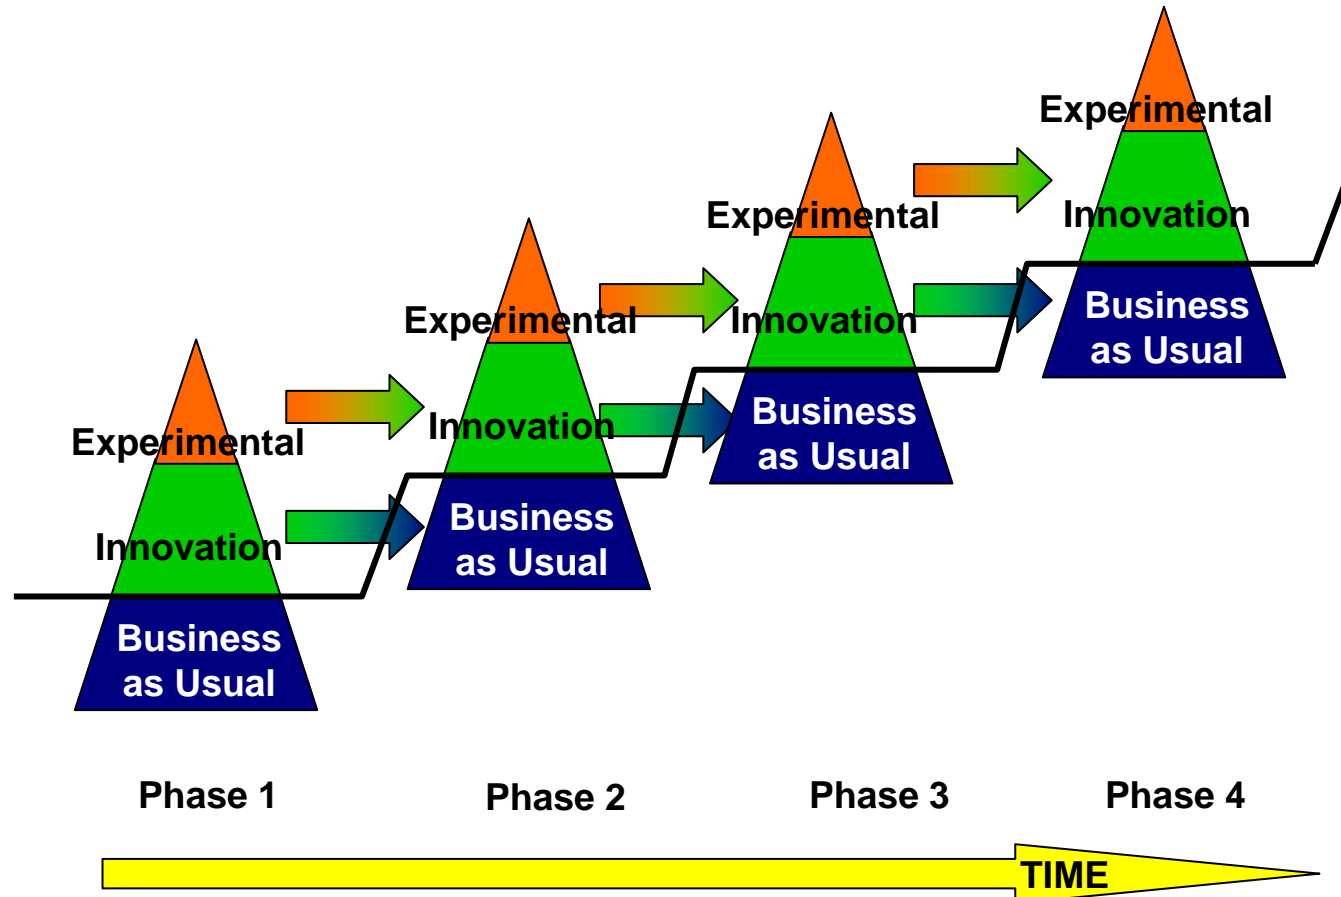 Experimental
Innovation
Business
as Usual
Experimental
Innovation
Business
as Usual
Experimental
Innovation
Business
as Usual
Experimental
Innovation
Business
as Usual
Phase 1
Phase 2
Phase 3
Phase 4
TIME